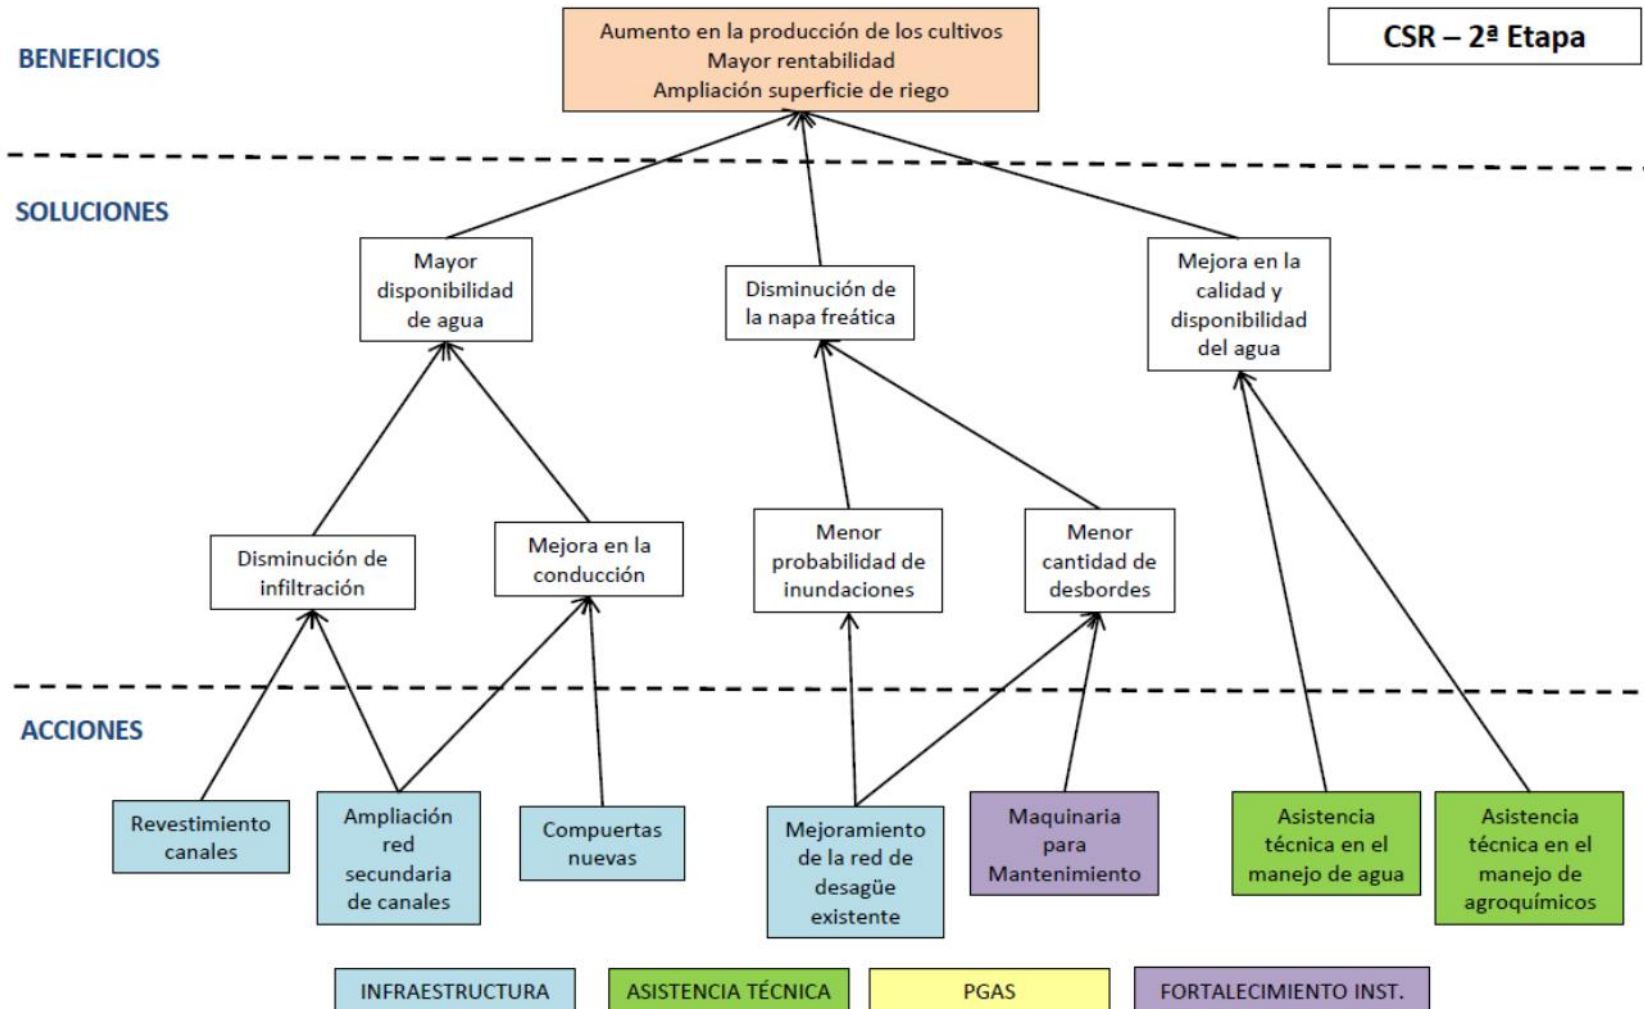 BENEFICIOS
Aumento en la producción de los cultivos
Mayor rentabilidad
Ampliación superficie de riego
CSR – 2ª Etapa
SOLUCIONES
Mayor
disponibilidad
de agua
Disminución de
la napa freática
Mejora en la
calidad y
disponibilidad
del agua
Disminución de
infiltración
Mejora en la
conducción
Menor
probabilidad de
inundaciones
Menor
cantidad de
desbordes
ACCIONES
Revestimiento
canales
Ampliación
red
secundaria
de canales
Compuertas
nuevas
Mejoramiento
de la red de
desagüe
existente
Maquinaria
para
Mantenimiento
Asistencia
técnica en el
manejo de agua
Asistencia
técnica en el
manejo de
agroquímicos
INFRAESTRUCTURA
ASISTENCIA TÉCNICA
PGAS
FORTALECIMIENTO INST.